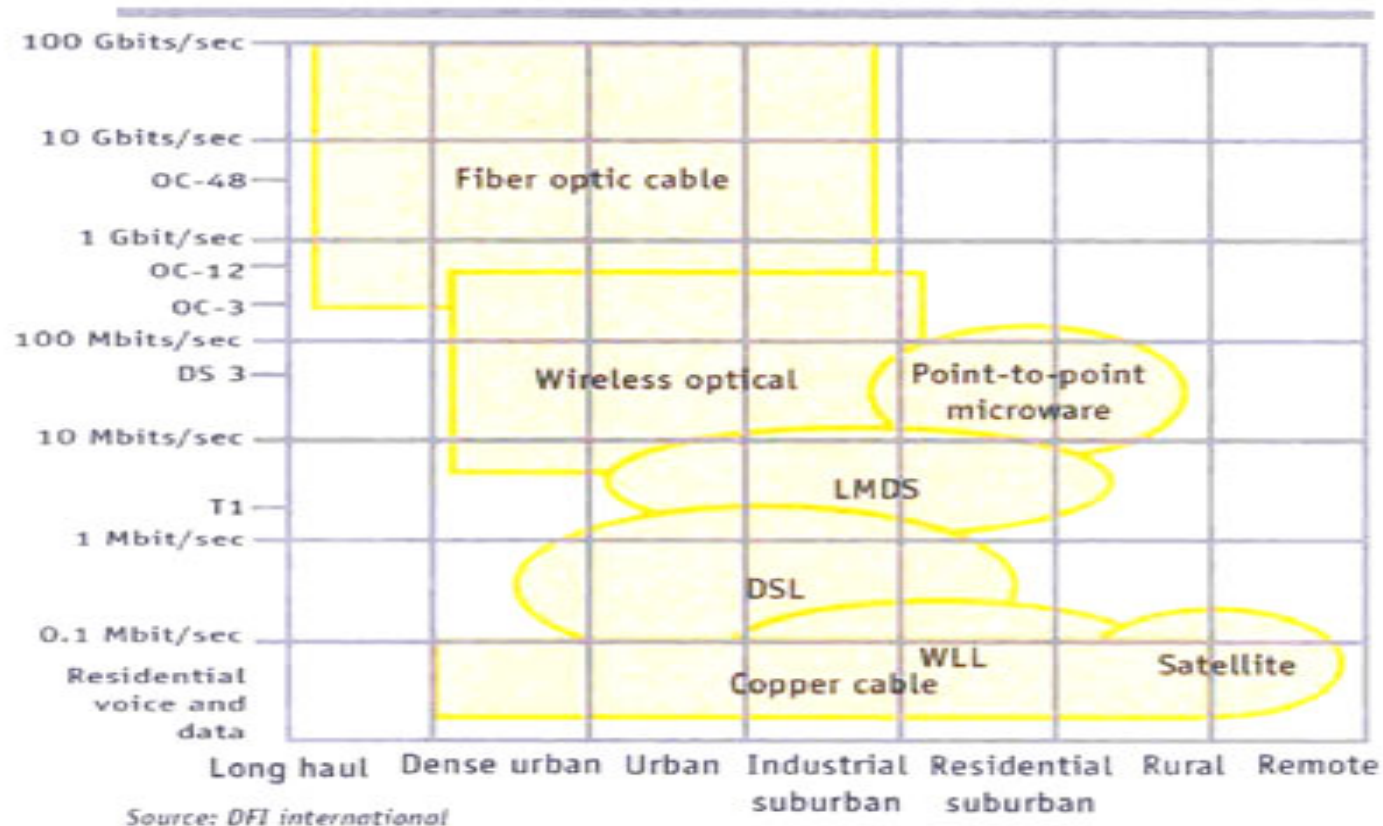 100 Gbits/sec
10 Gbits/sec
OC-48
Fiber optic cable
1 Gbit/sec
OC-12
OC-3
100 Mbits/sec
DS 3
Wireless optical
Point-to-point
microware
10 Mbits/sec
LMDS
T1
1 Mbit/sec
DSL
0.1 Mbit/sec
WLL
Satellite
Copper cable
Residential
voice and
data
Long haul Dense urban Urban Industrial Residential Rural Remote
suburban suburban
Source: DFI international